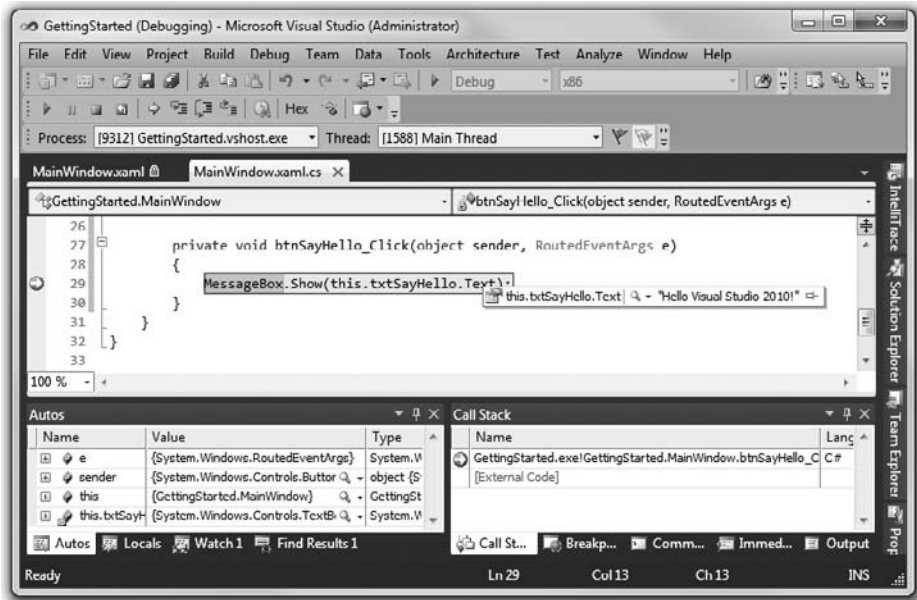 GettingStarted (Debugging) - Microsoft Visual Studio (Administrator)
File Edit View Project Build Debug Team Data Tools Architecture Test Analyze Window Help
Debug x86
Hex
Process: [9312] GettingStarted.vshost.exe Thread: [1588] Main Thread
MainWindow.xaml MainWindow.xaml.cs
GettingStarted.MainWindow btnSayHello_Click(object sender, RoutedEventArgs e)
26
27 private void btnSayHello_Click(object sender, RoutedEventArgs e)
28 {
29 MessageBox.Show(this.txtSayHello.Text);
this.txtSayHello.Text "Hello Visual Studio 2010!"
30 }
31 }
32 }
33
100 %
IntelliTrace
Solution Explorer
Team Explorer
Prop
Autos
Name Value Type
e {System.Windows.RoutedEventArgs} System.W
sender {System.Windows.Controls.Button object {S
this {GettingStarted.MainWindow} GettingSt
this.txtSayH {System.Windows.Controls.TextB System.W
Autos Locals Watch 1 Find Results 1
Call Stack
Name Lang
GettingStarted.exe!GettingStarted.MainWindow.btnSayHello_C C#
[External Code]
Call St... Breakp... Comm... Immed... Output
Ready Ln 29 Col 13 Ch 13 INS